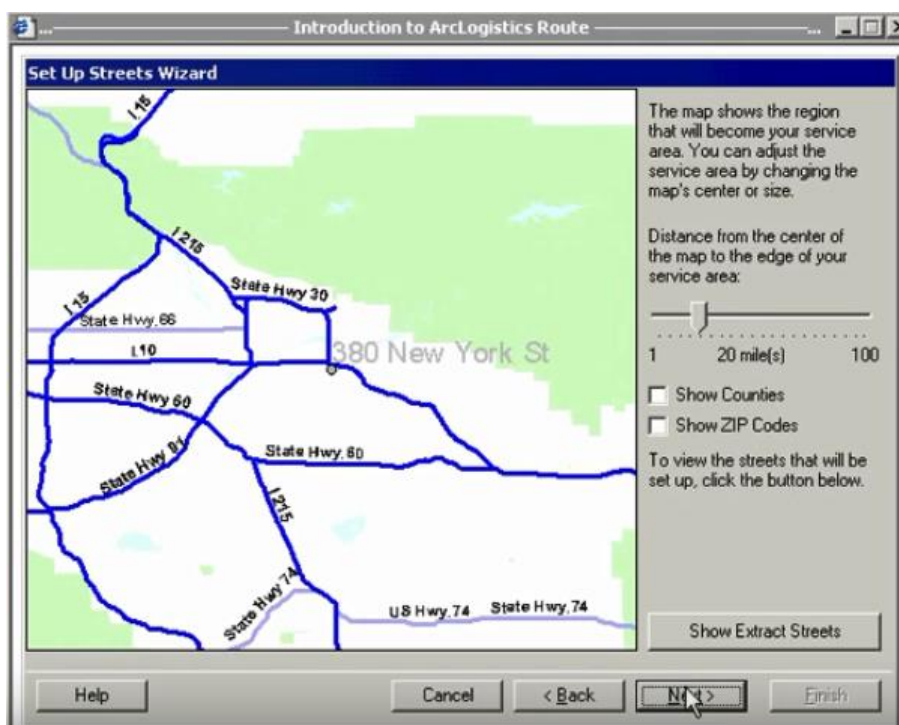 ... Introduction to ArcLogistics Route ...
Set Up Streets Wizard
I 15
I 215
State Hwy 30
I 15
State Hwy. 66
I.10
380 New York St
State Hwy 60
State Hwy 91
State Hwy. 60
I 215
State Hwy 74
US Hwy. 74 State Hwy. 74
The map shows the region
that will become your service
area. You can adjust the
service area by changing the
map's center or size.
Distance from the center of
the map to the edge of your
service area:
1 20 mile(s) 100
Show Counties
Show ZIP Codes
To view the streets that will be
set up, click the button below.
Show Extract Streets
Help Cancel < Back Next > Finish